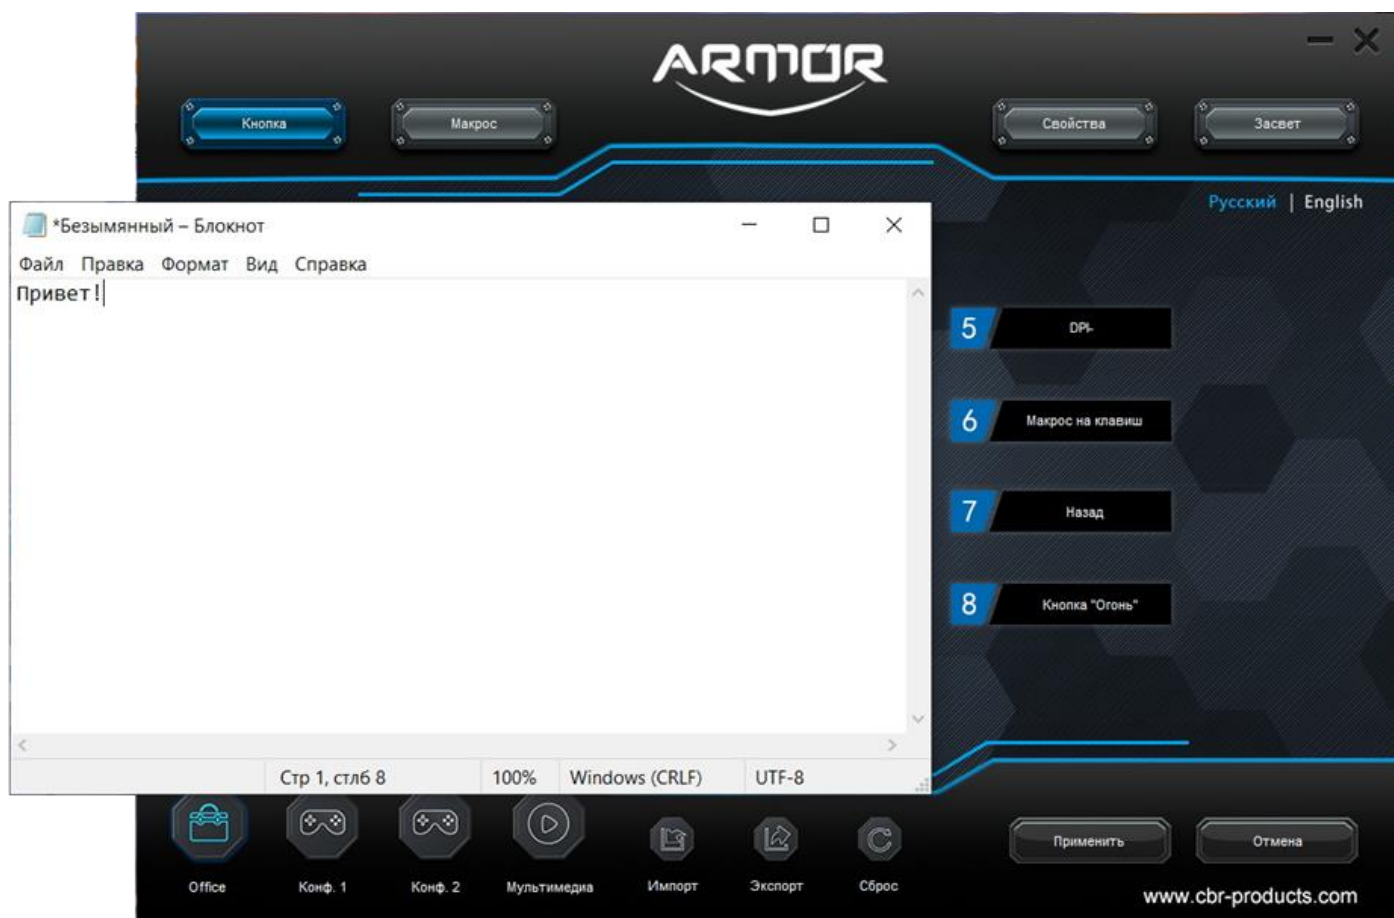 ARMOR
Кнопка
Макрос
Свойства
Засвет
Русский | English
*Безымянный – Блокнот
Файл Правка Формат Вид Справка
Привет!
5 DPI-
6 Макрос на клавиш
7 Назад
8 Кнопка "Огонь"
Стр 1, стлб 8 100% Windows (CRLF) UTF-8
Office
Конф. 1
Конф. 2
Мультимедиа
Импорт
Экспорт
Сброс
Применить
Отмена
www.cbr-products.com